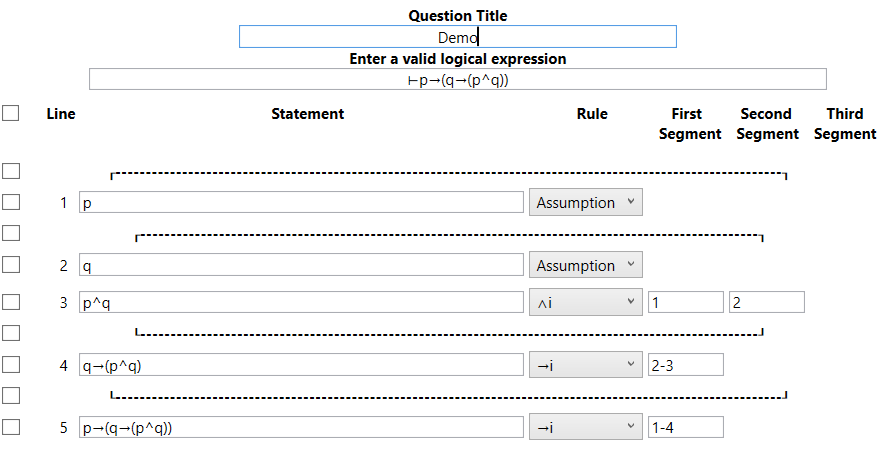 Question Title
Demo
Enter a valid logical expression
⊢p→(q→(p^q))
Line Statement Rule First Segment Second Segment Third Segment
1 p Assumption
2 q Assumption
3 p^q ∧i 1 2
4 q→(p^q) →i 2-3
5 p→(q→(p^q)) →i 1-4